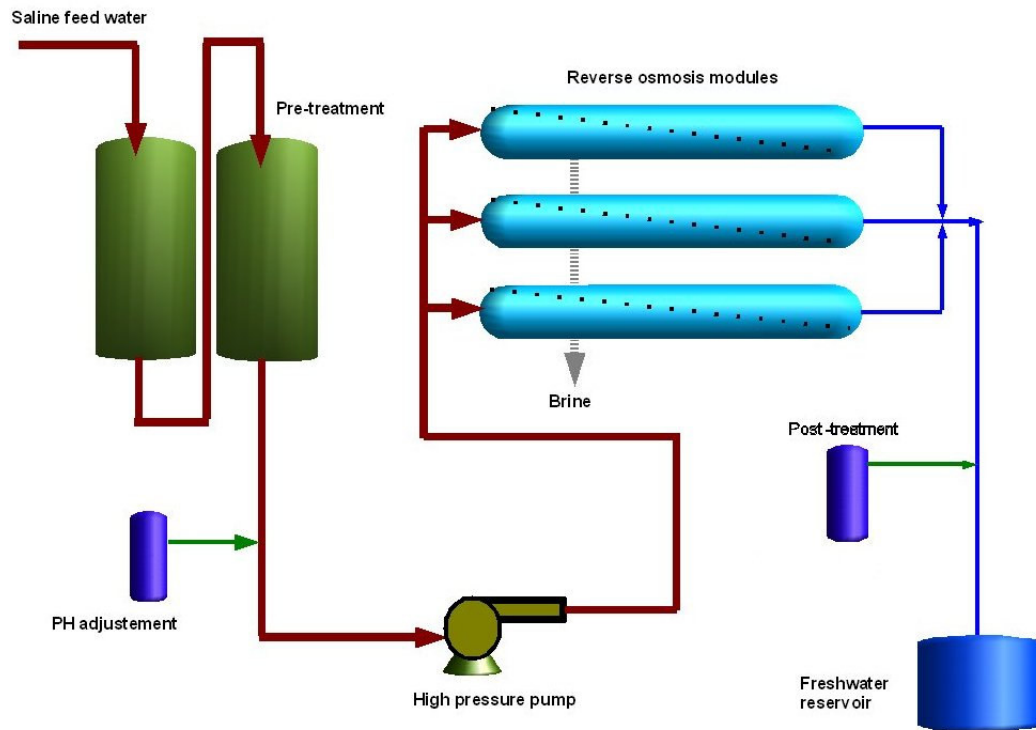 Saline feed water
Pre-treatment
Reverse osmosis modules
Brine
Post-treatment
PH adjustement
High pressure pump
Freshwater
reservoir